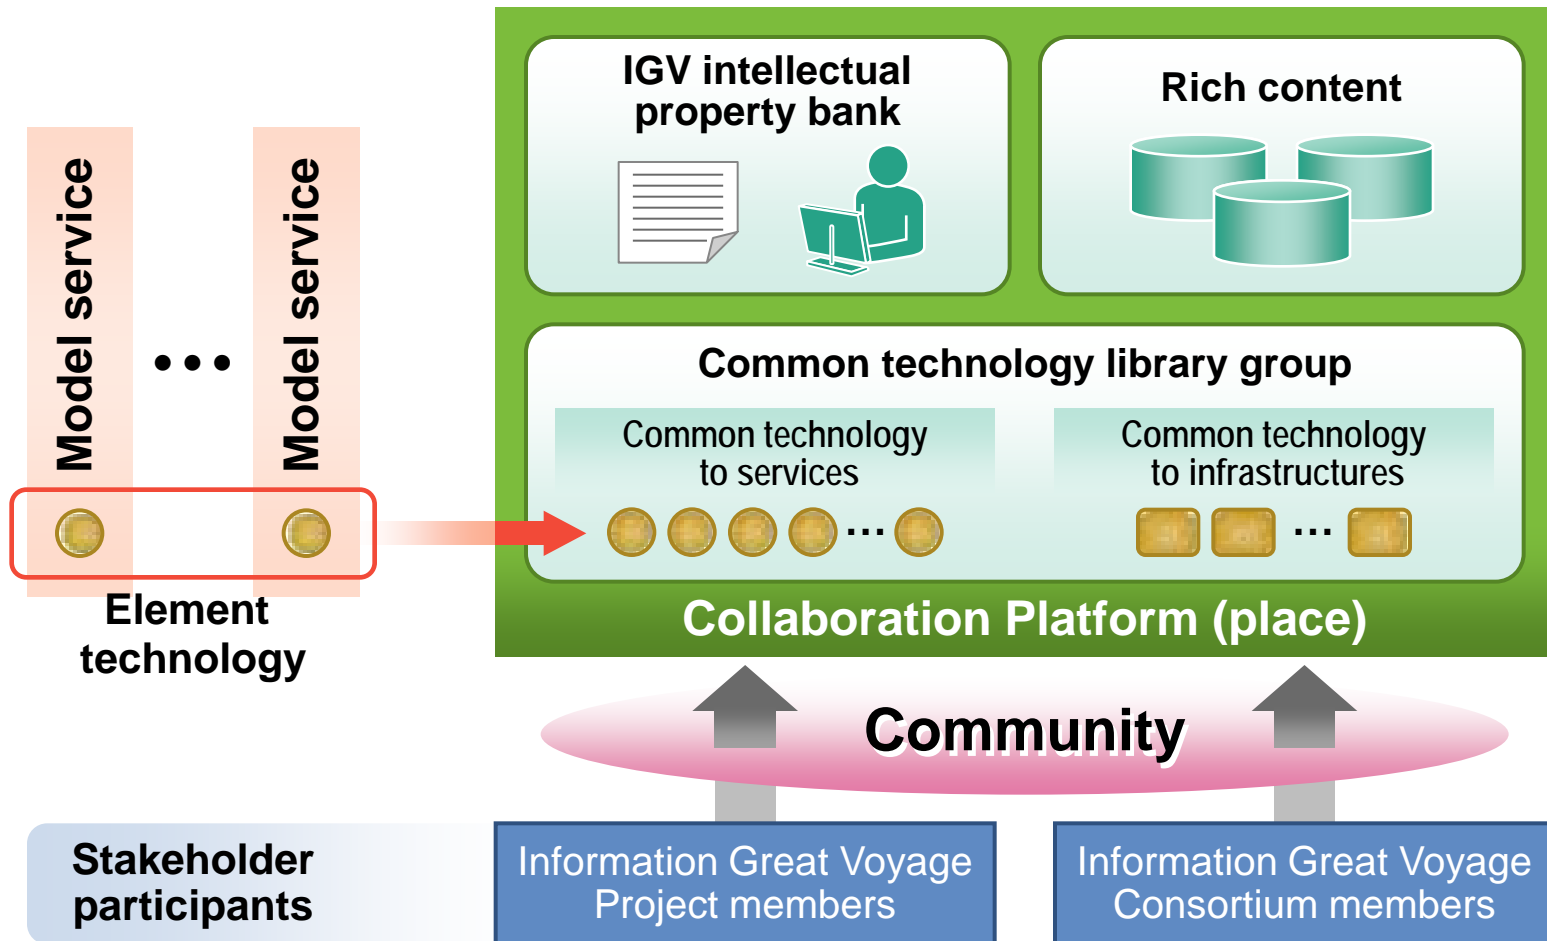 IGV intellectual
property bank
Rich content
Model service
•••
Model service
Common technology library group
Common technology
to services
Common technology
to infrastructures
...
...
Element
technology
Collaboration Platform (place)
Community
Stakeholder
participants
Information Great Voyage
Project members
Information Great Voyage
Consortium members